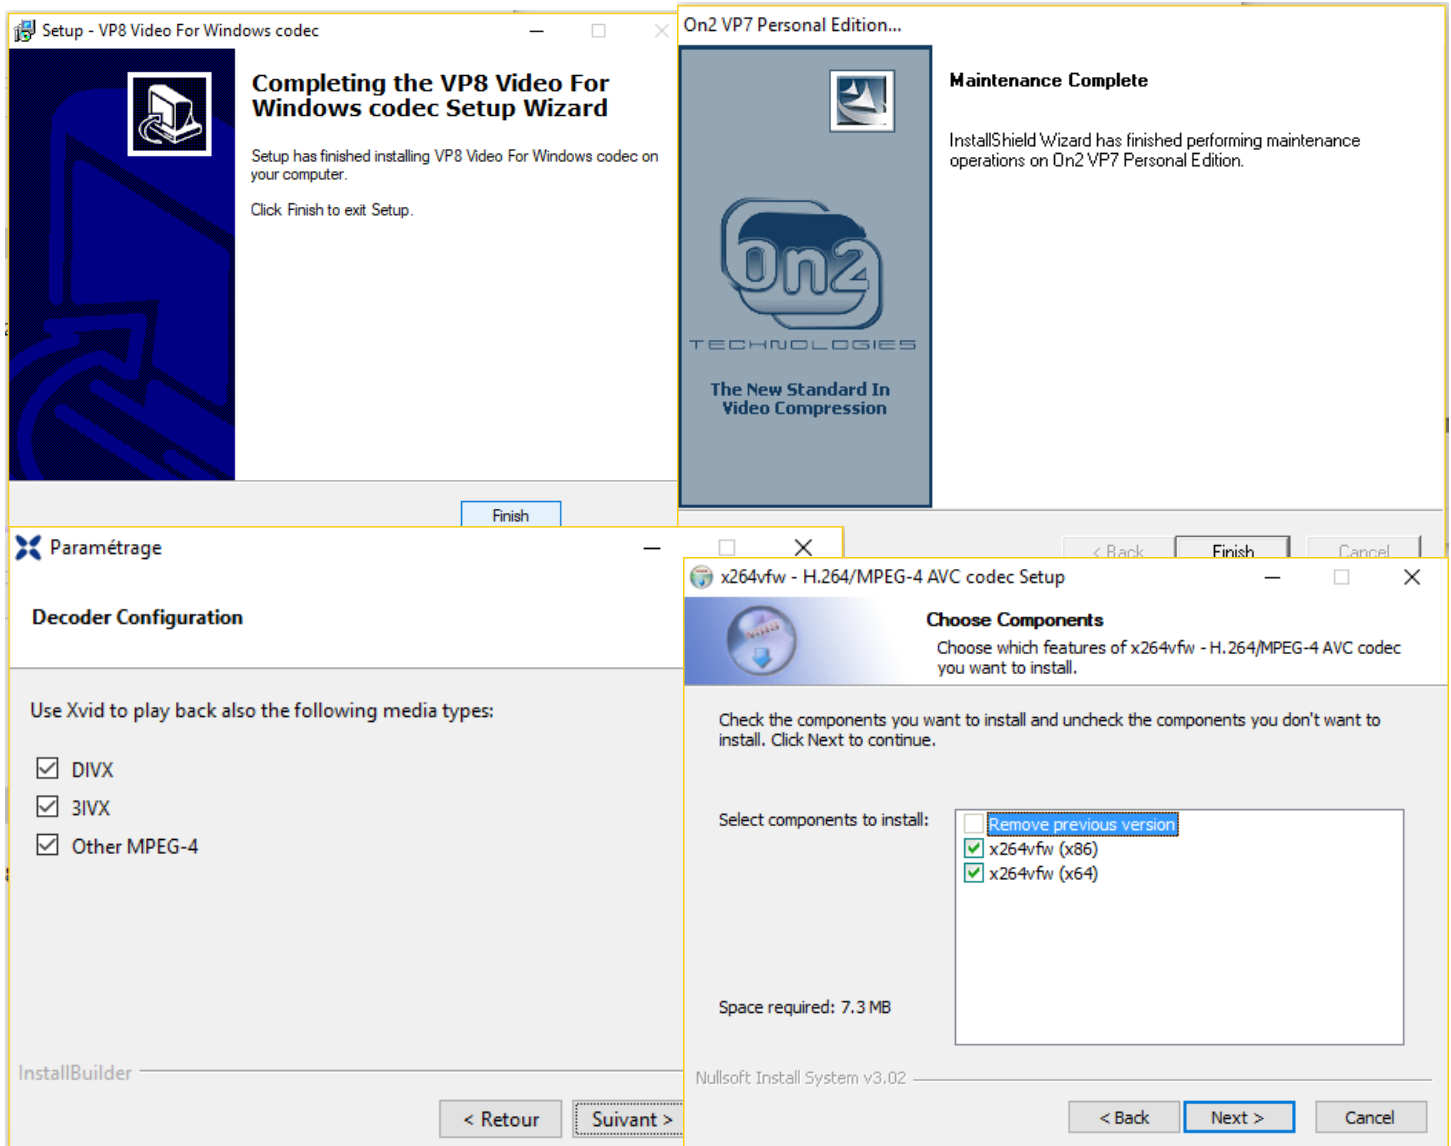 Setup - VP8 Video For Windows codec
Completing the VP8 Video For
Windows codec Setup Wizard
Setup has finished installing VP8 Video For Windows codec on
your computer.
Click Finish to exit Setup.
Finish
On2 VP7 Personal Edition...
Maintenance Complete
InstallShield Wizard has finished performing maintenance
operations on On2 VP7 Personal Edition.
On2
TECHNOLOGIES
The New Standard In
Video Compression
< Back Finish Cancel
Paramétrage
Decoder Configuration
Use Xvid to play back also the following media types:
DIVX
3IVX
Other MPEG-4
InstallBuilder
< Retour Suivant >
x264vfw - H.264/MPEG-4 AVC codec Setup
Choose Components
Choose which features of x264vfw - H.264/MPEG-4 AVC codec
you want to install.
Check the components you want to install and uncheck the components you don't want to
install. Click Next to continue.
Select components to install:
Remove previous version
x264vfw (x86)
x264vfw (x64)
Space required: 7.3 MB
Nullsoft Install System v3.02
< Back Next > Cancel